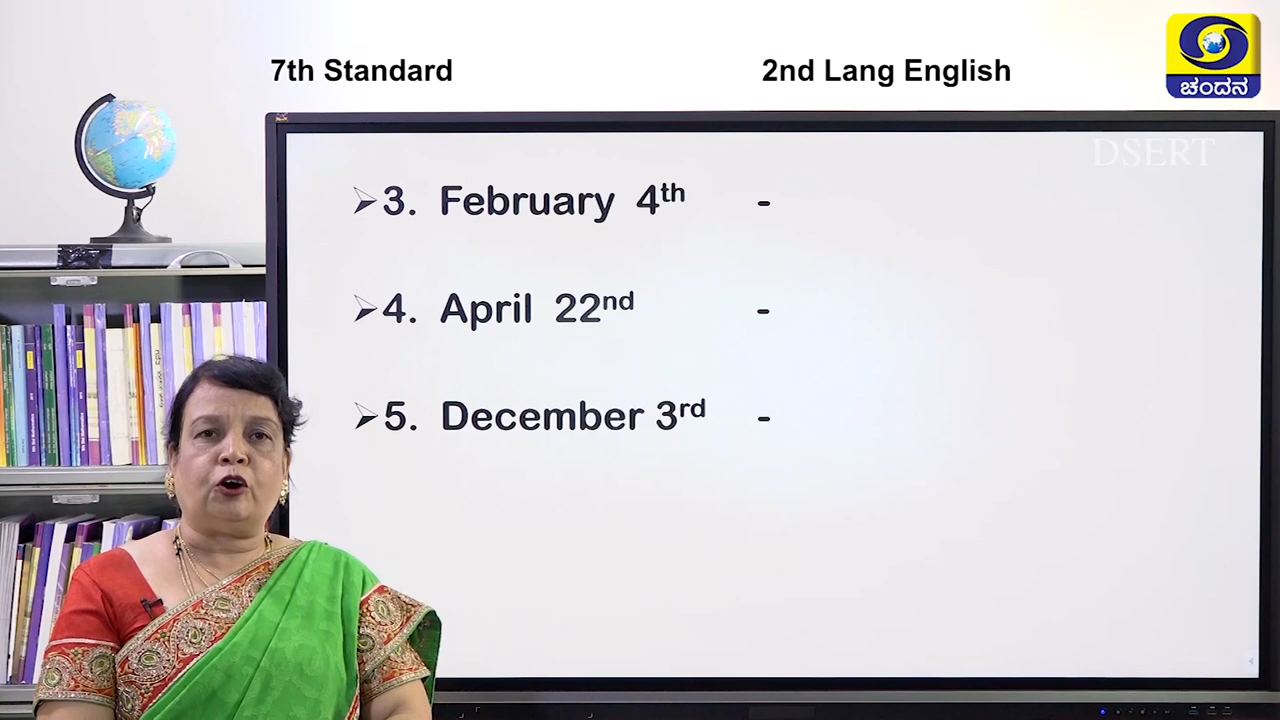 7th Standard 2nd Lang English
ಚಂದನ
DSERT
3. February 4th -
4. April 22nd -
5. December 3rd -